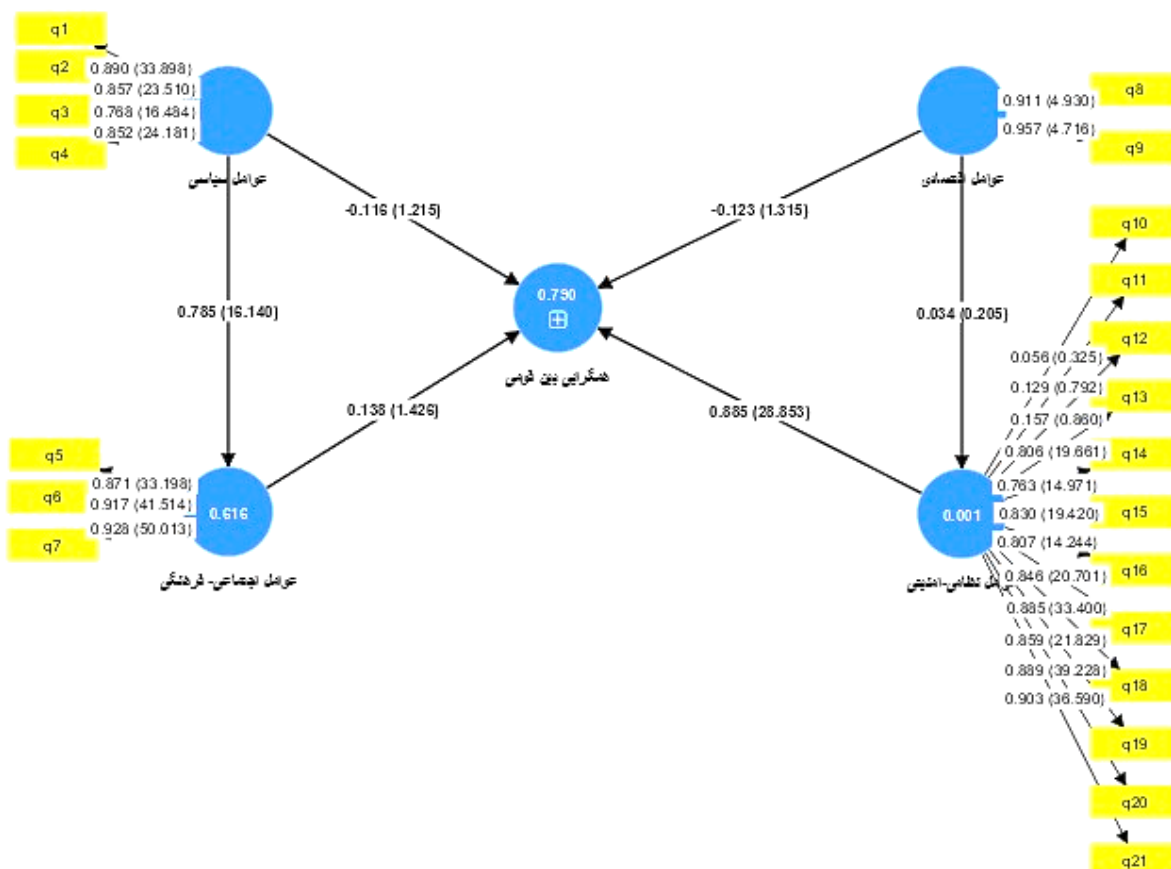 q1
q2
q3
q4
0.890 (33.898)
0.857 (23.510)
0.768 (16.484)
0.852 (24.181)
عوامل سیاسی
q8
q9
0.911 (4.930)
0.957 (4.716)
عوامل اقتصادی
-0.116 (1.215)
-0.123 (1.315)
0.790
همگرایی بین قومی
0.785 (16.140)
0.034 (0.205)
0.138 (1.426)
0.885 (28.853)
q5
q6
q7
0.871 (33.198)
0.917 (41.514)
0.928 (50.013)
0.616
عوامل اجتماعی- فرهنگی
0.001
عوامل نظامی-امنیتی
q10
q11
q12
q13
q14
q15
q16
q17
q18
q19
q20
q21
0.056 (0.325)
0.129 (0.792)
0.157 (0.860)
0.806 (19.661)
0.763 (14.971)
0.830 (19.420)
0.807 (14.244)
0.846 (20.701)
0.885 (33.400)
0.859 (21.829)
0.889 (39.228)
0.903 (36.590)